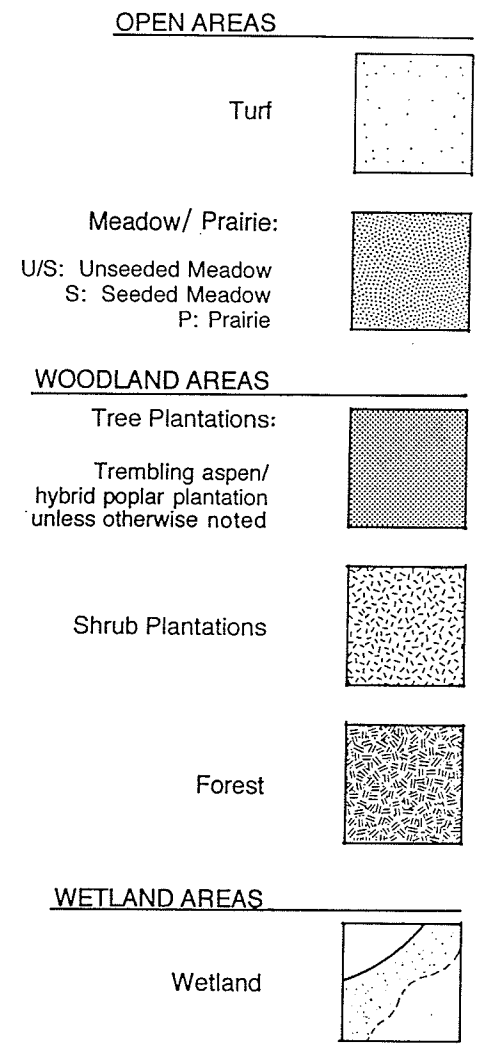 OPEN AREAS
Turf
Meadow/ Prairie:
U/S: Unseeded Meadow
S: Seeded Meadow
P: Prairie
WOODLAND AREAS
Tree Plantations:
Trembling aspen/
hybrid poplar plantation
unless otherwise noted
Shrub Plantations
Forest
WETLAND AREAS
Wetland